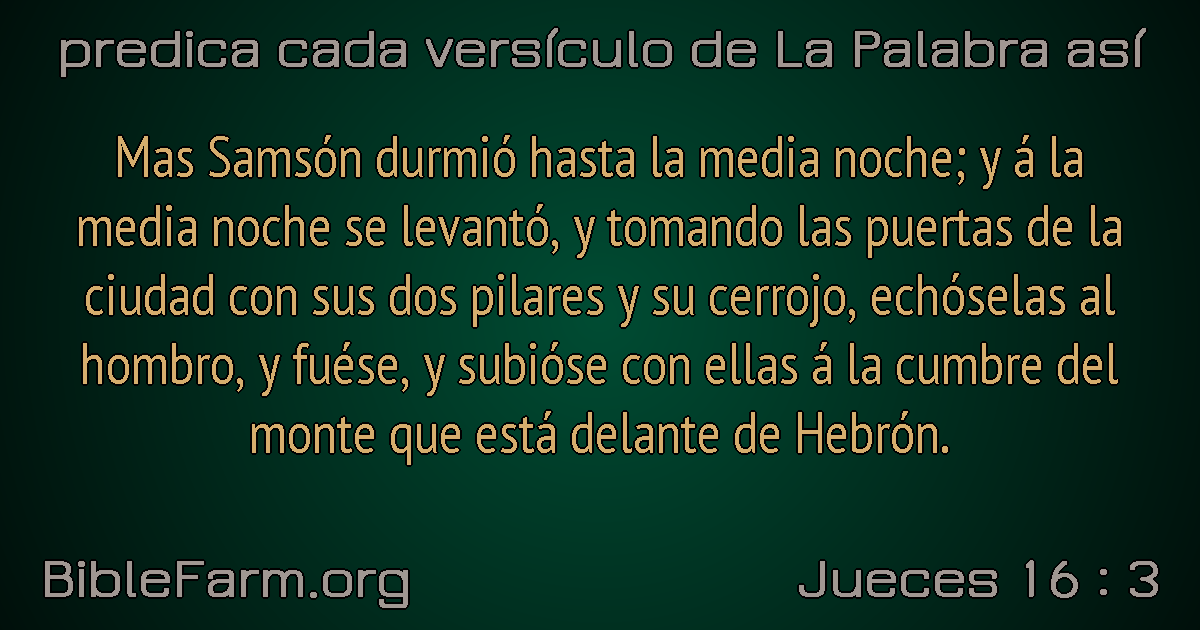 predica cada versículo de La Palabra así
Mas Samsón durmió hasta la media noche; y á la
media noche se levantó, y tomando las puertas de la
ciudad con sus dos pilares y su cerrojo, echóselas al
hombro, y fuése, y subióse con ellas á la cumbre del
monte que está delante de Hebrón.
BibleFarm.org
Jueces 16 : 3